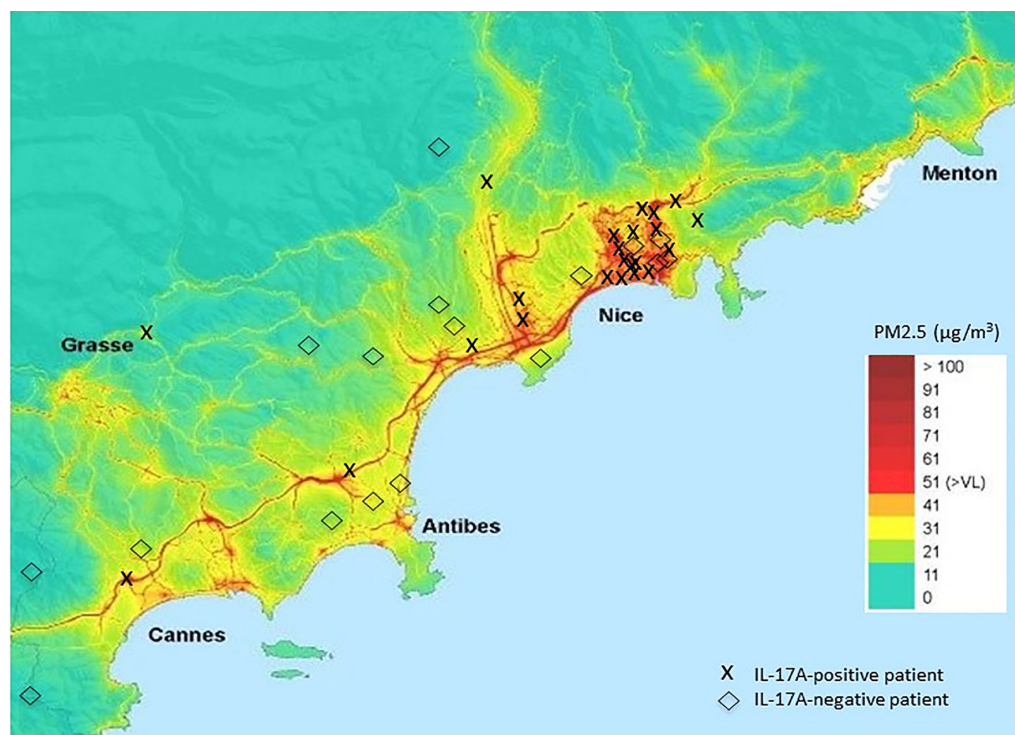 Menton
Nice
Grasse
Antibes
Cannes
PM2.5 (µg/m³)
> 100
91
81
71
61
51 (>VL)
41
31
21
11
0
X IL-17A-positive patient
◇ IL-17A-negative patient